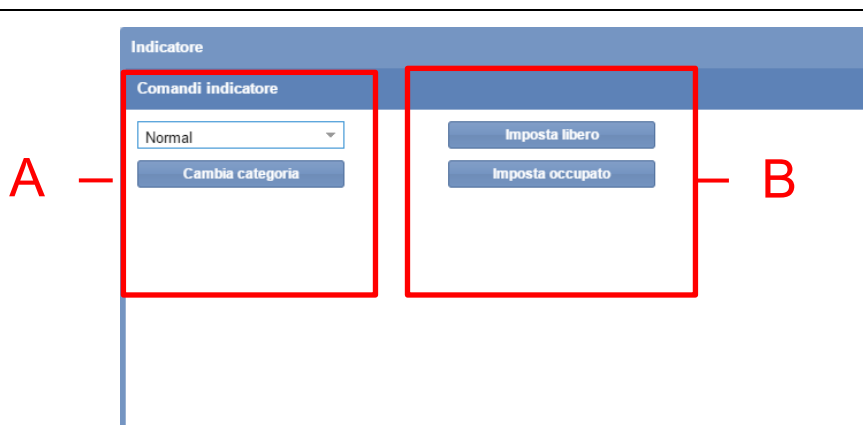 Indicatore
Comandi indicatore
Normal
Imposta libero
A
B
Cambia categoria
Imposta occupato